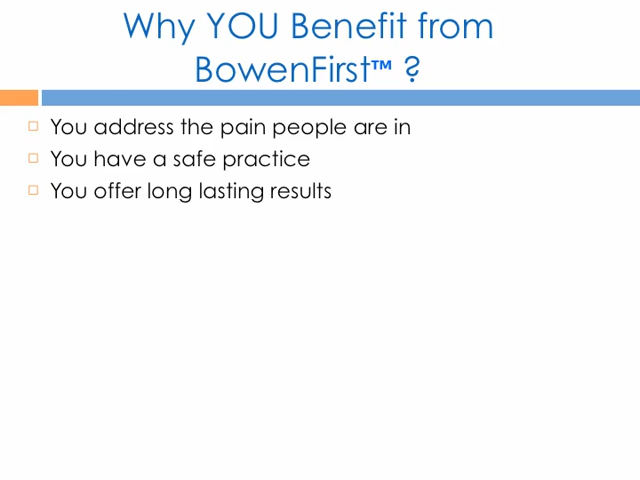 Why YOU Benefit from
BowenFirst™ ?
You address the pain people are in
You have a safe practice
You offer long lasting results